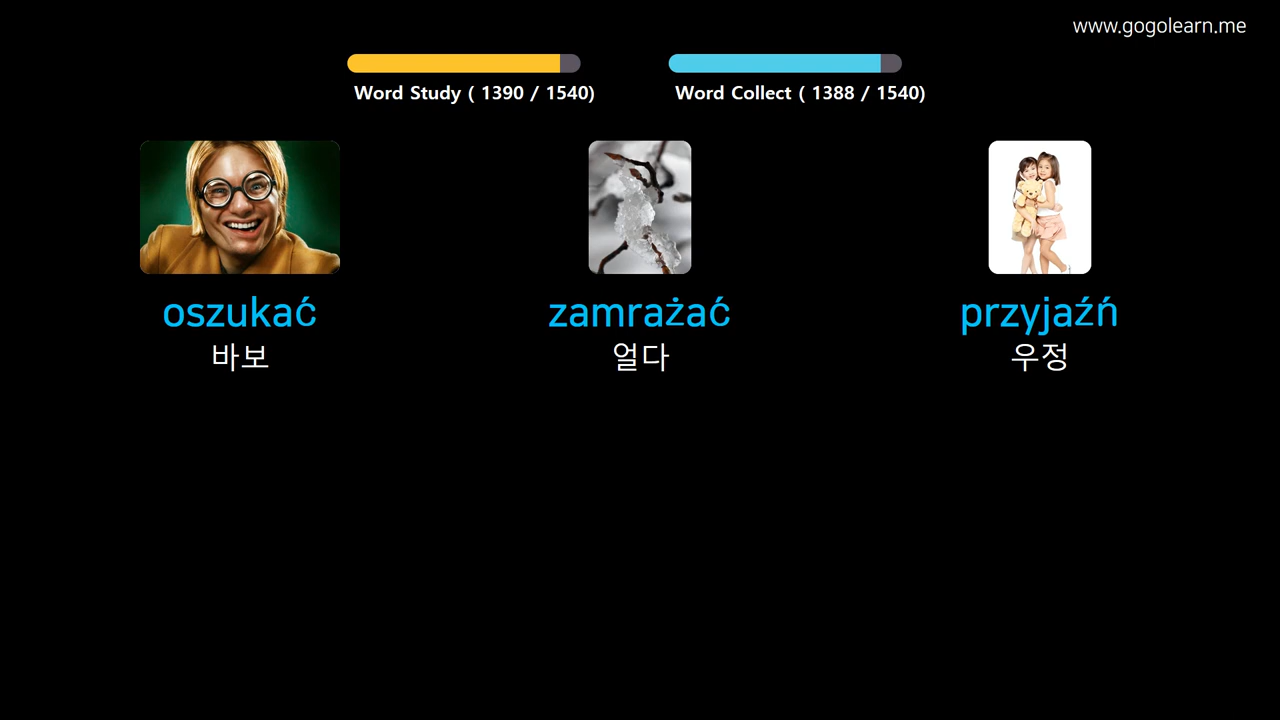 www.gogolearn.me
Word Study ( 1390 / 1540)
Word Collect ( 1388 / 1540)
oszukać
바보
zamrażać
얼다
przyjaźń
우정